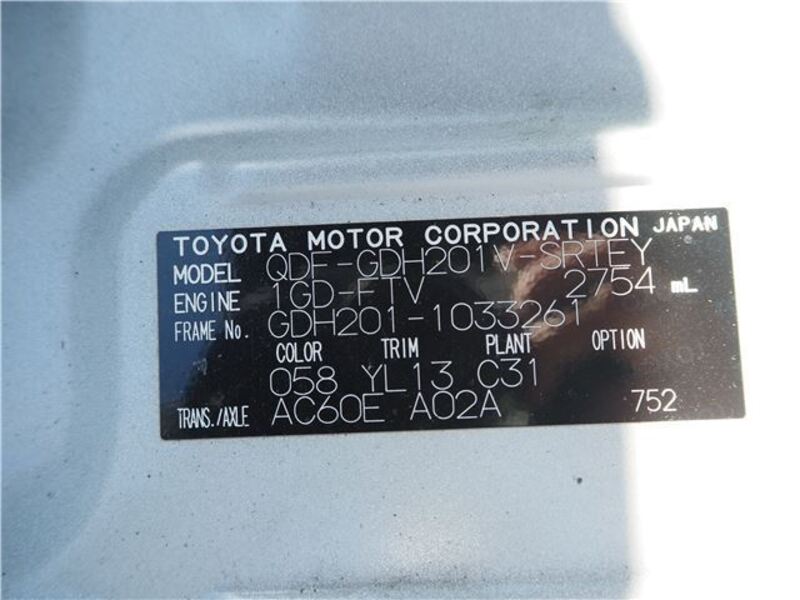 TOYOTA MOTOR CORPORATION JAPAN
MODEL QDF-GDH201V-SRTEY
ENGINE 1GD-FTV 2754 mL
FRAME No. GDH201-1033261
COLOR TRIM PLANT OPTION
058 YL13 C31
TRANS./AXLE AC60E A02A 752